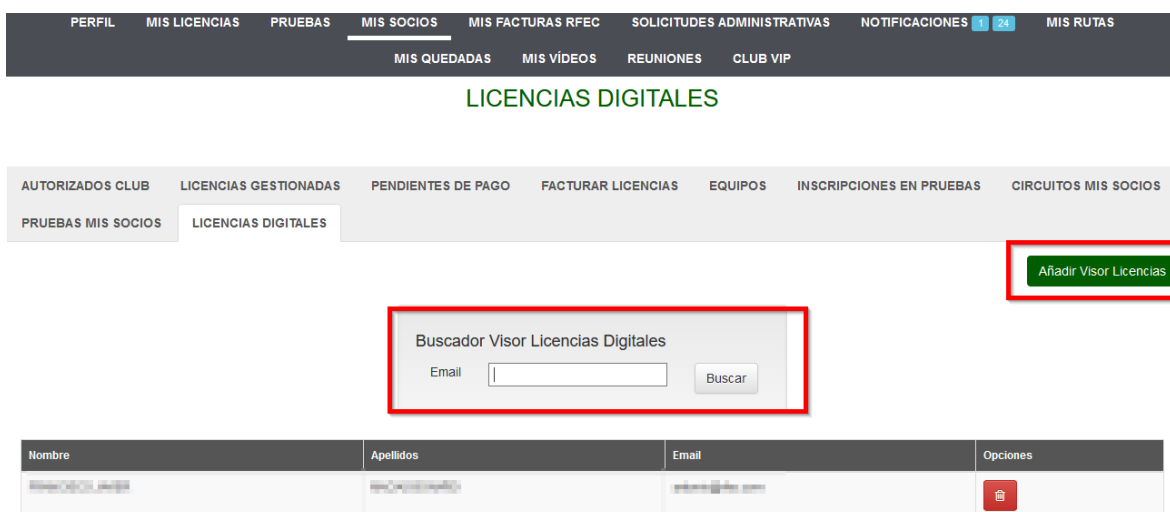 PERFIL MIS LICENCIAS PRUEBAS MIS SOCIOS MIS FACTURAS RFEC SOLICITUDES ADMINISTRATIVAS NOTIFICACIONES 1 24 MIS RUTAS
MIS QUEDADAS MIS VÍDEOS REUNIONES CLUB VIP
LICENCIAS DIGITALES
AUTORIZADOS CLUB LICENCIAS GESTIONADAS PENDIENTES DE PAGO FACTURAR LICENCIAS EQUIPOS INSCRIPCIONES EN PRUEBAS CIRCUITOS MIS SOCIOS
PRUEBAS MIS SOCIOS LICENCIAS DIGITALES
Añadir Visor Licencias
Buscador Visor Licencias Digitales
Email Buscar
Nombre Apellidos Email Opciones